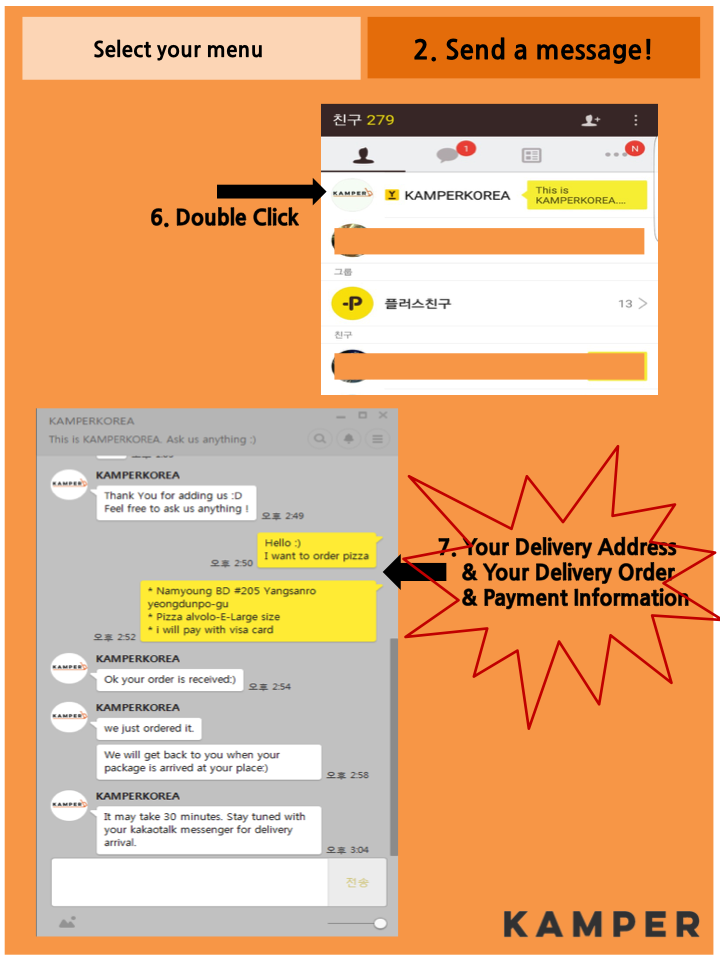 Select your menu
2. Send a message!
친구 279
1
N
KAMPER
KAMPERKOREA
This is
KAMPERKOREA....
6. Double Click
그룹
-P
플러스친구
13 >
친구
KAMPERKOREA
This is KAMPERKOREA. Ask us anything :)
KAMPER
KAMPERKOREA
Thank You for adding us :D
Feel free to ask us anything !
오후 2:49
Hello :)
I want to order pizza
오후 2:50
* Namyoung BD #205 Yangsanro
yeongdunpo-gu
* Pizza alvolo-E-Large size
* i will pay with visa card
오후 2:52
7. Your Delivery Address
& Your Delivery Order
& Payment Information
KAMPER
KAMPERKOREA
Ok your order is received:)
오후 2:54
KAMPER
KAMPERKOREA
we just ordered it.
We will get back to you when your
package is arrived at your place:)
오후 2:58
KAMPER
KAMPERKOREA
It may take 30 minutes. Stay tuned with
your kakaotalk messenger for delivery
arrival.
오후 3:04
전송
KAMPER